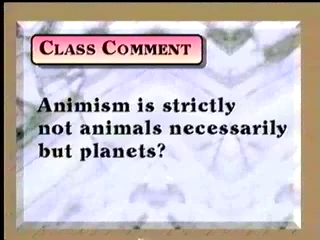 CLASS COMMENT
Animism is strictly
not animals necessarily
but planets?